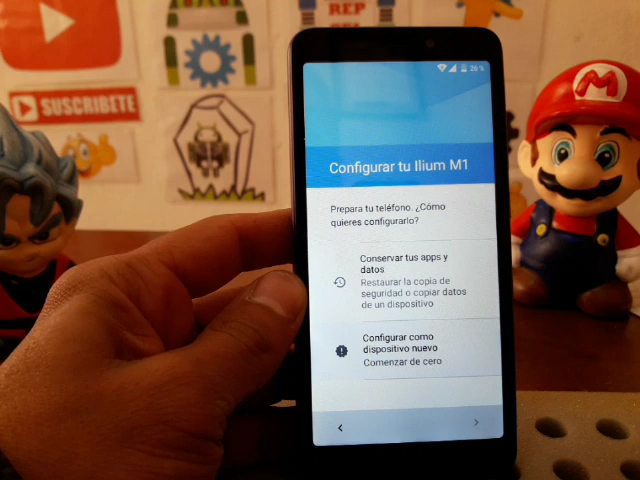 REP
CEL
SUSCRIBETE
26 %
Configurar tu Ilium M1
Prepara tu teléfono. ¿Cómo
quieres configurarlo?
Conservar tus apps y
datos
Restaurar la copia de
seguridad o copiar datos
de un dispositivo
Configurar como
dispositivo nuevo
Comenzar de cero
M